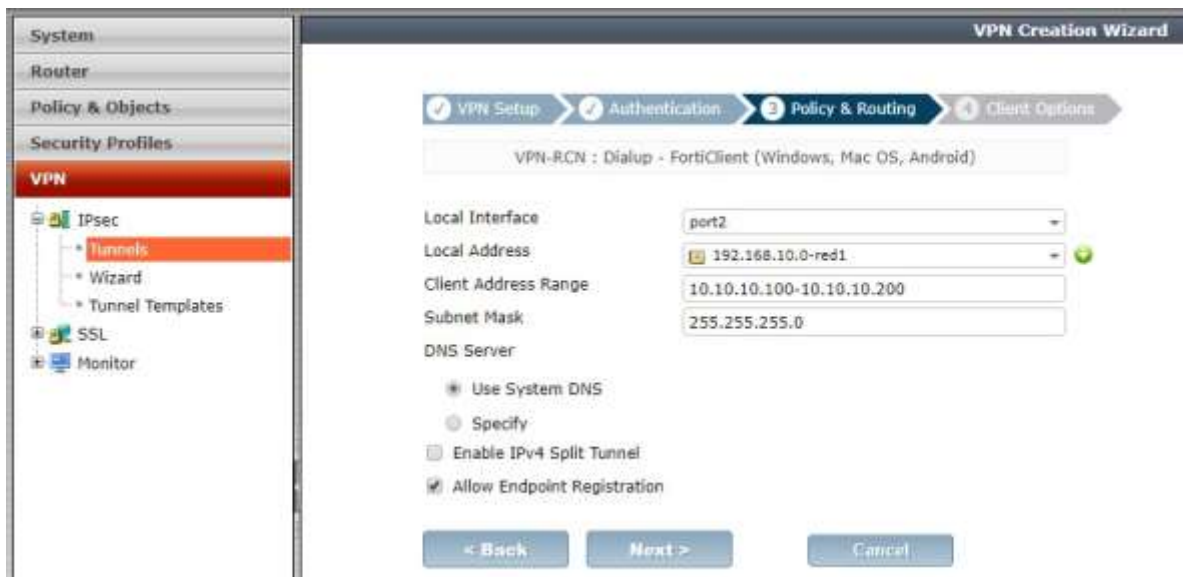 VPN Creation Wizard
System
Router
Policy & Objects
Security Profiles
VPN
IPsec
Tunnels
Wizard
Tunnel Templates
SSL
Monitor
VPN Setup
Authentication
3 Policy & Routing
4 Client Options
VPN-RCN : Dialup - FortiClient (Windows, Mac OS, Android)
Local Interface port2
Local Address 192.168.10.0-red1
Client Address Range 10.10.10.100-10.10.10.200
Subnet Mask 255.255.255.0
DNS Server
Use System DNS
Specify
Enable IPv4 Split Tunnel
Allow Endpoint Registration
< Back Next > Cancel